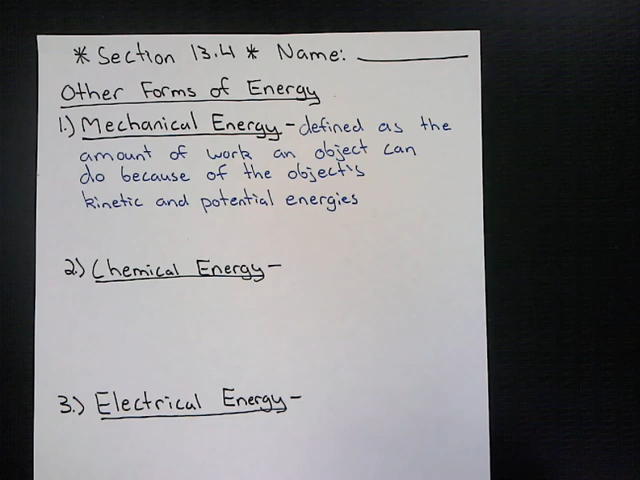 * Section 13.4 * Name: ___________
Other Forms of Energy
1.) Mechanical Energy - defined as the
amount of work an object can
do because of the object's
kinetic and potential energies
2.) Chemical Energy -
3.) Electrical Energy -